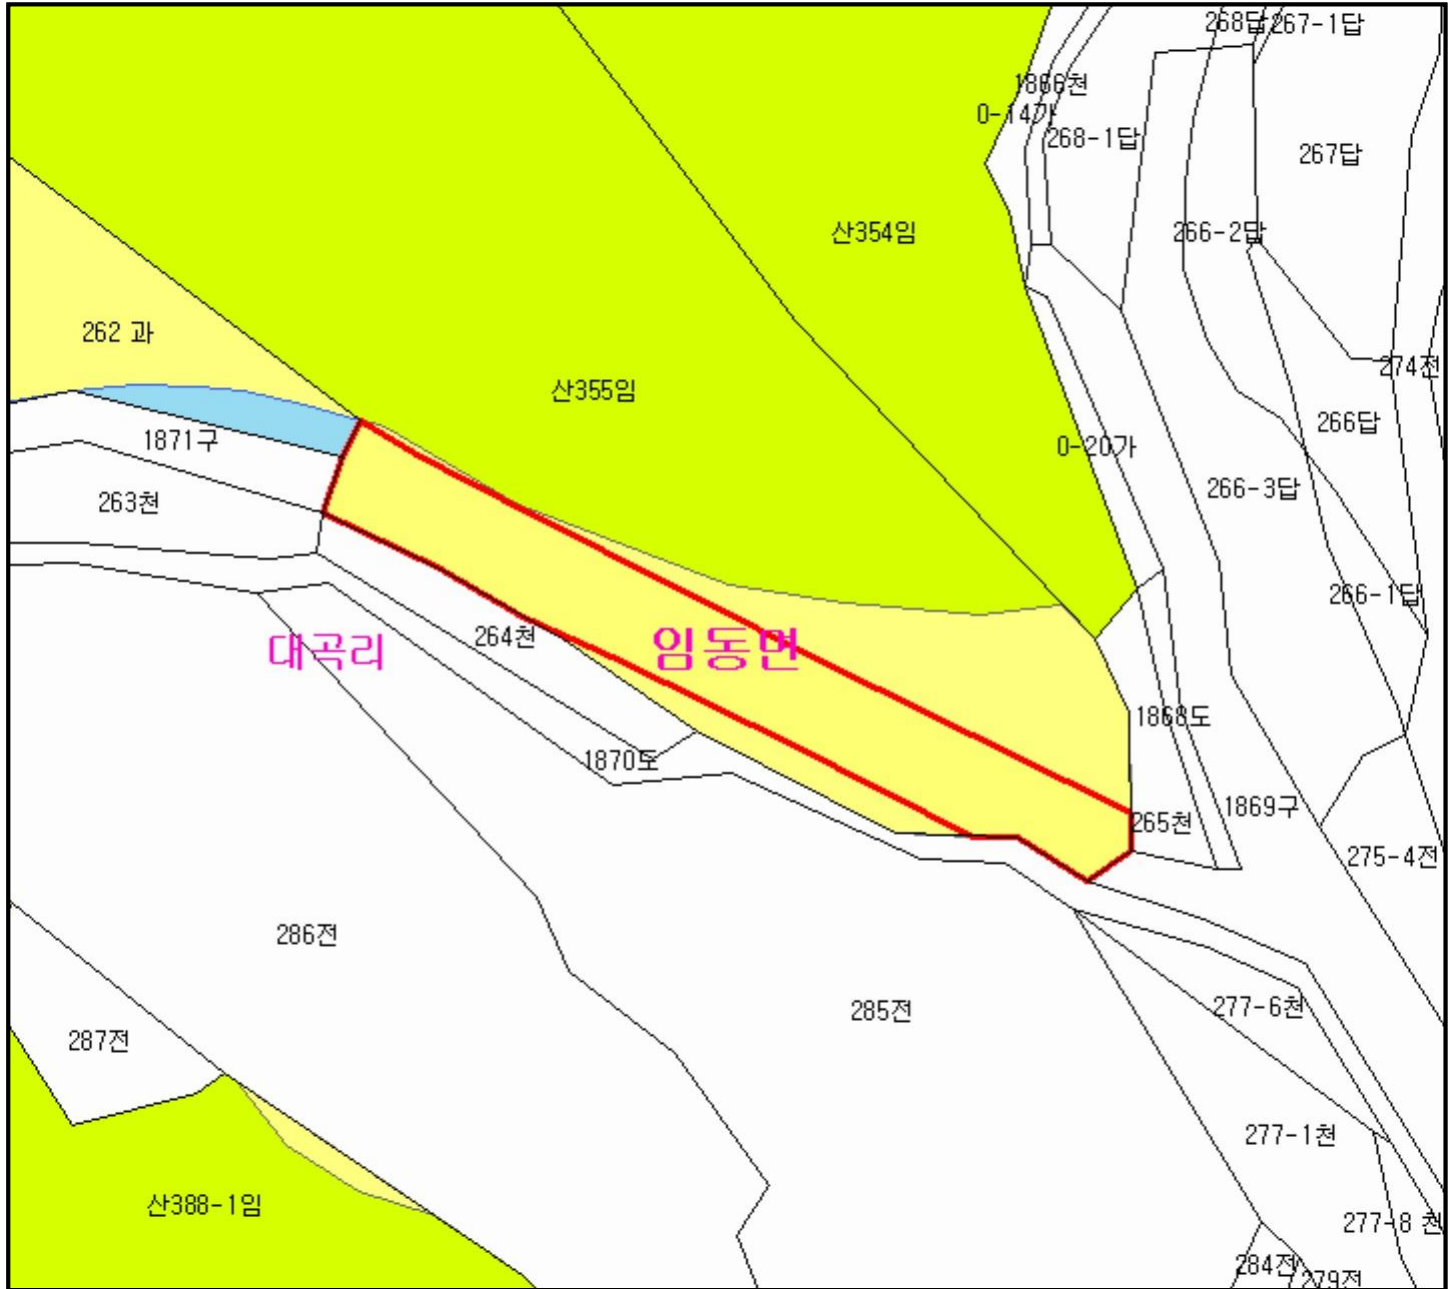 268답
267-1답
1866천
0-14가
268-1답
267답
266-2답
산354임
262 과
274전
산355임
266답
1871구
0-20가
266-3답
263천
266-1답
264천
대곡리
임동면
1868도
1870도
1869구
265천
275-4전
286전
285전
277-6천
287전
277-1천
산388-1임
277-8 천
284전
279전